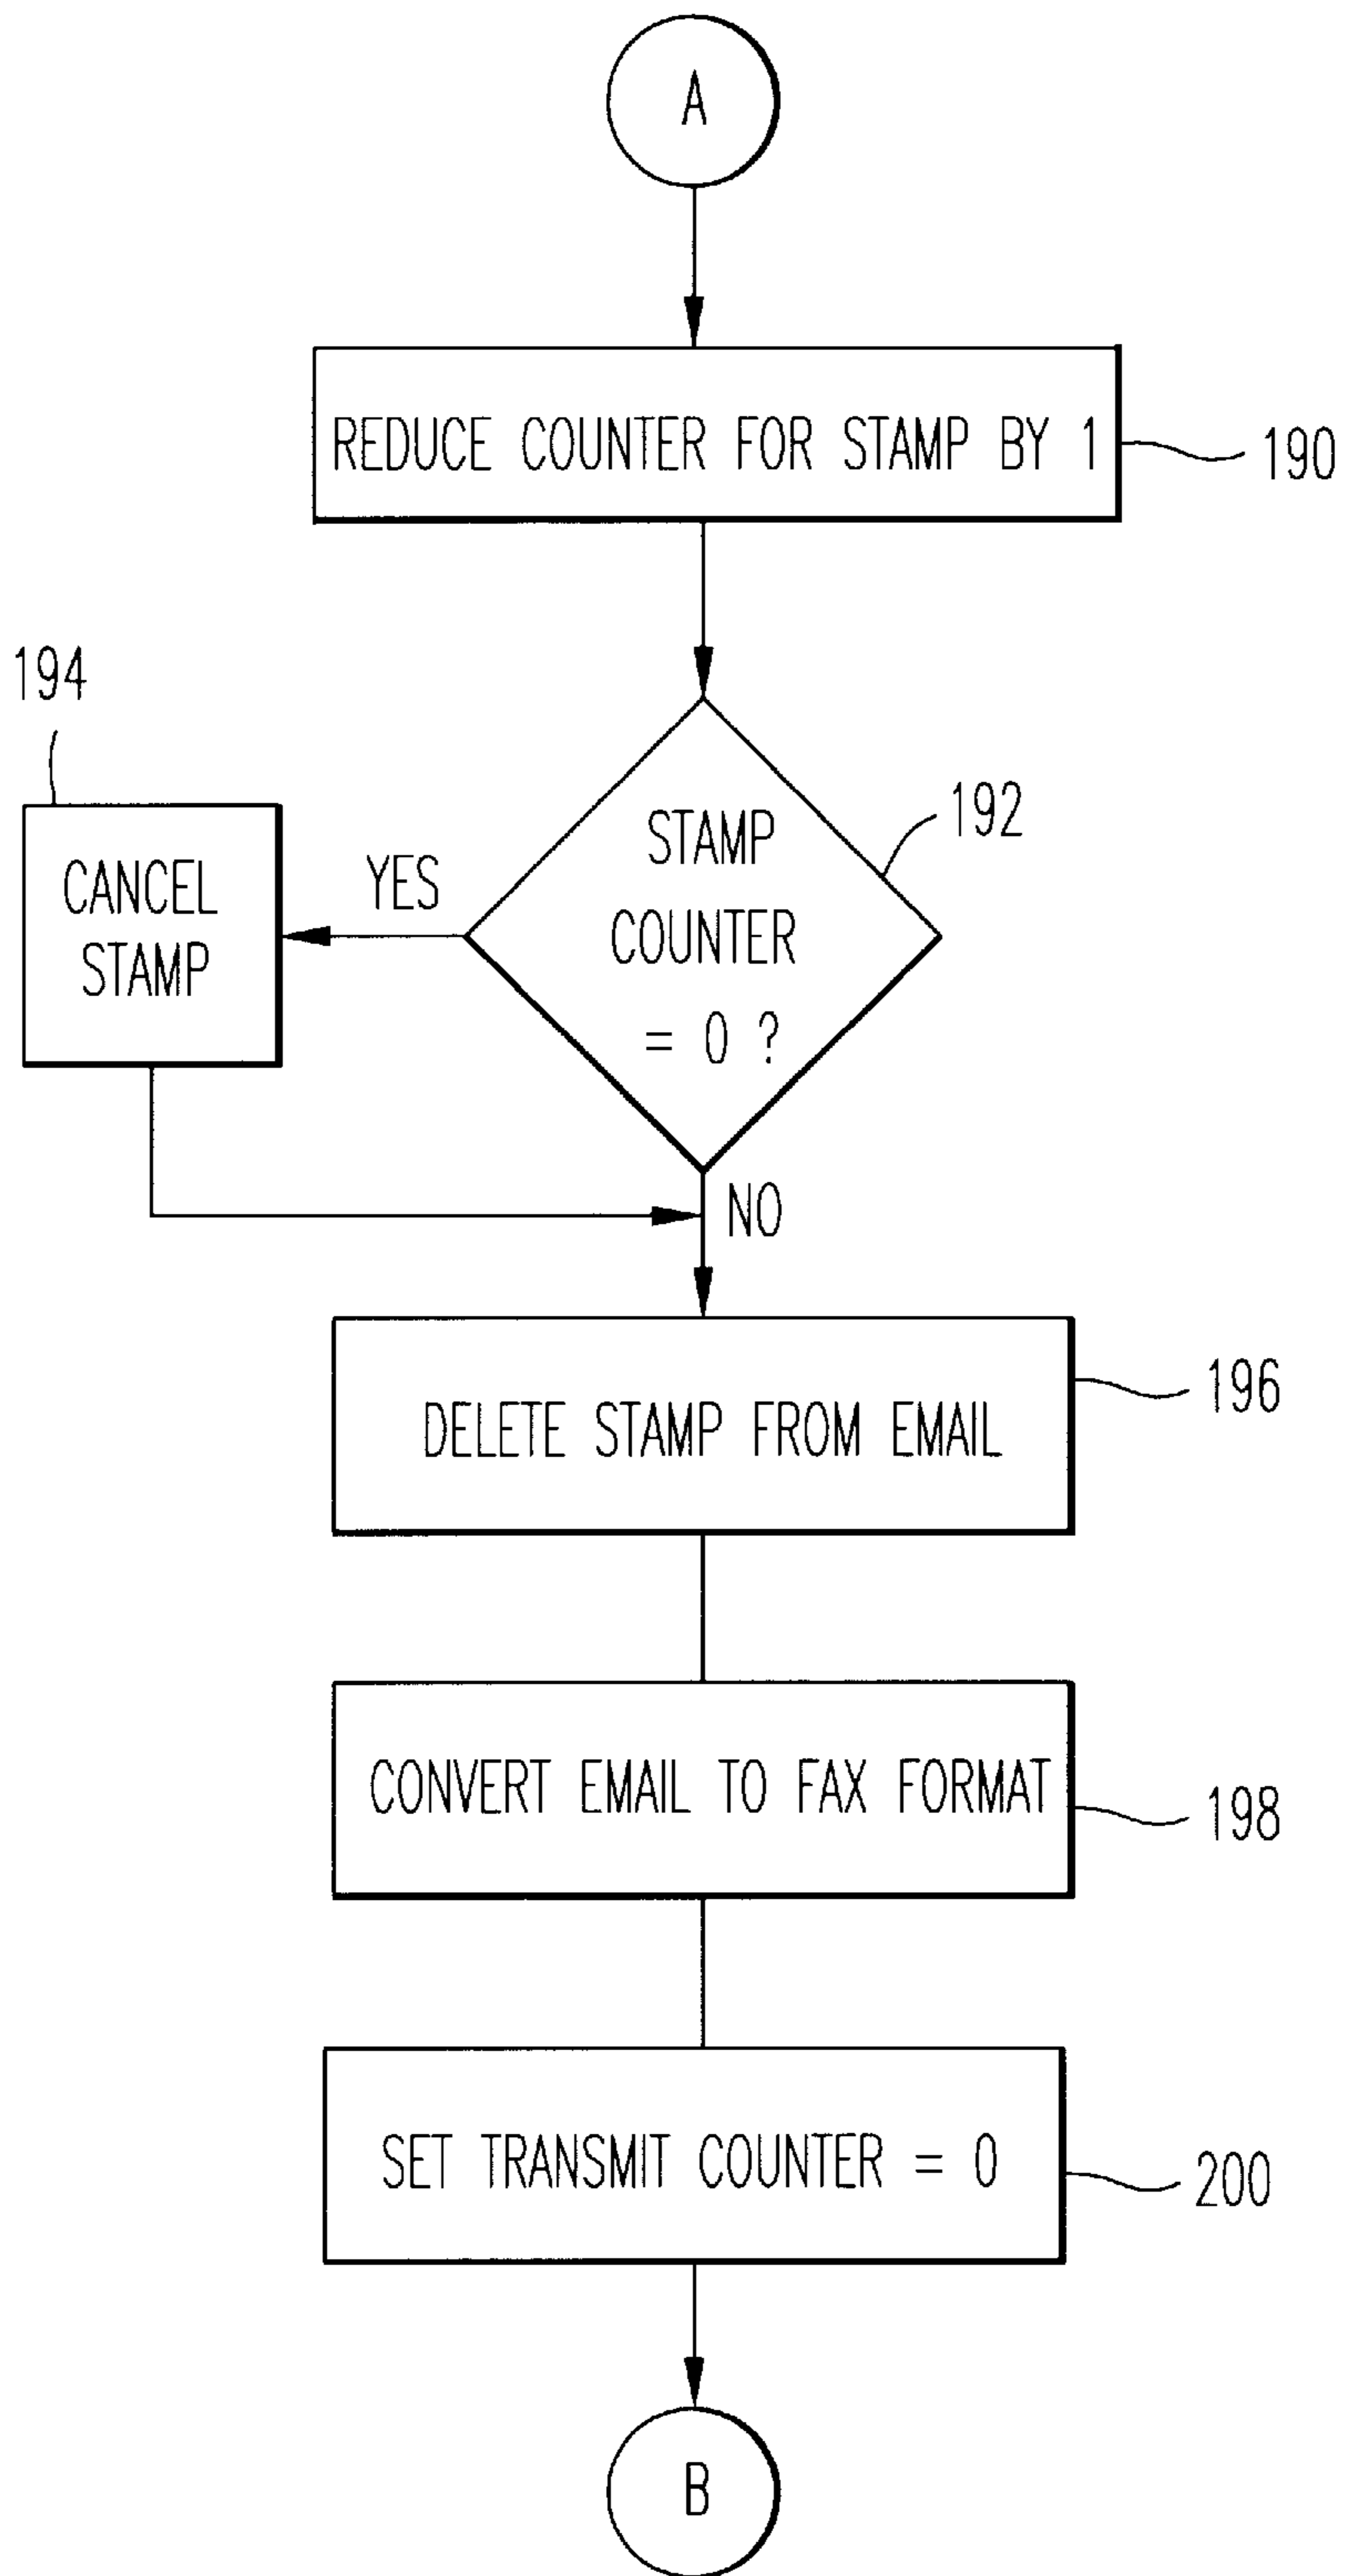 A
REDUCE COUNTER FOR STAMP BY 1
190
194
192
STAMP
COUNTER
= 0 ?
YES
CANCEL
STAMP
NO
DELETE STAMP FROM EMAIL
196
CONVERT EMAIL TO FAX FORMAT
198
SET TRANSMIT COUNTER = 0
200
B